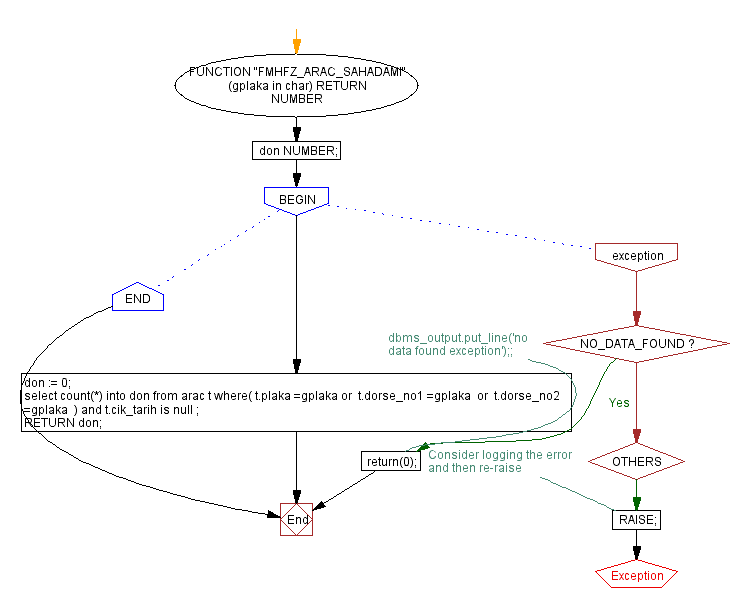 FUNCTION "FMHFZ_ARAC_SAHADAMI"
(gplaka in char) RETURN
NUMBER
don NUMBER;
BEGIN
exception
END
dbms_output.put_line('no
data found exception');;
NO_DATA_FOUND ?
don := 0;
select count(*) into don from arac t where( t.plaka =gplaka or t.dorse_no1 =gplaka or t.dorse_no2
=gplaka ) and t.cik_tarih is null ;
RETURN don;
Yes
return(0);
Consider logging the error
and then re-raise
OTHERS
End
RAISE;
Exception